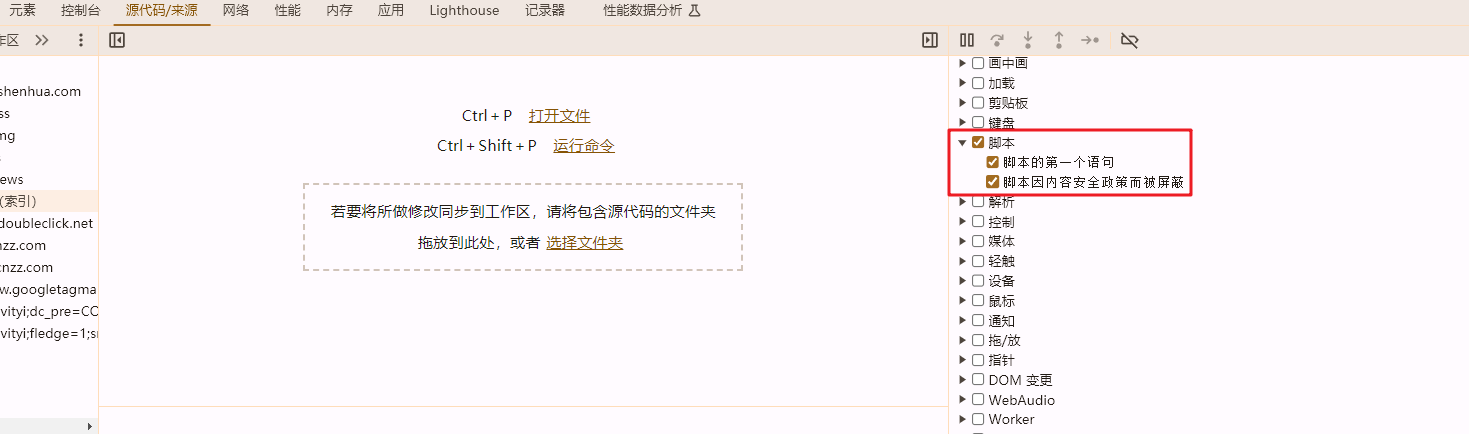 元素 控制台 源代码/来源 网络 性能 内存 应用 Lighthouse 记录器 性能数据分析
作区
shenhua.com
ss
mg
ews
(索引)
doubleclick.net
nzz.com
cnzz.com
w.googletagma
vityi;dc_pre=CC
vityi;fledge=1;sr
Ctrl + P 打开文件
Ctrl + Shift + P 运行命令
若要将所做修改同步到工作区，请将包含源代码的文件夹
拖放到此处，或者 选择文件夹
画中画
加载
剪贴板
键盘
脚本
脚本的第一个语句
脚本因内容安全政策而被屏蔽
解析
控制
媒体
轻触
设备
鼠标
通知
拖/放
指针
DOM 变更
WebAudio
Worker